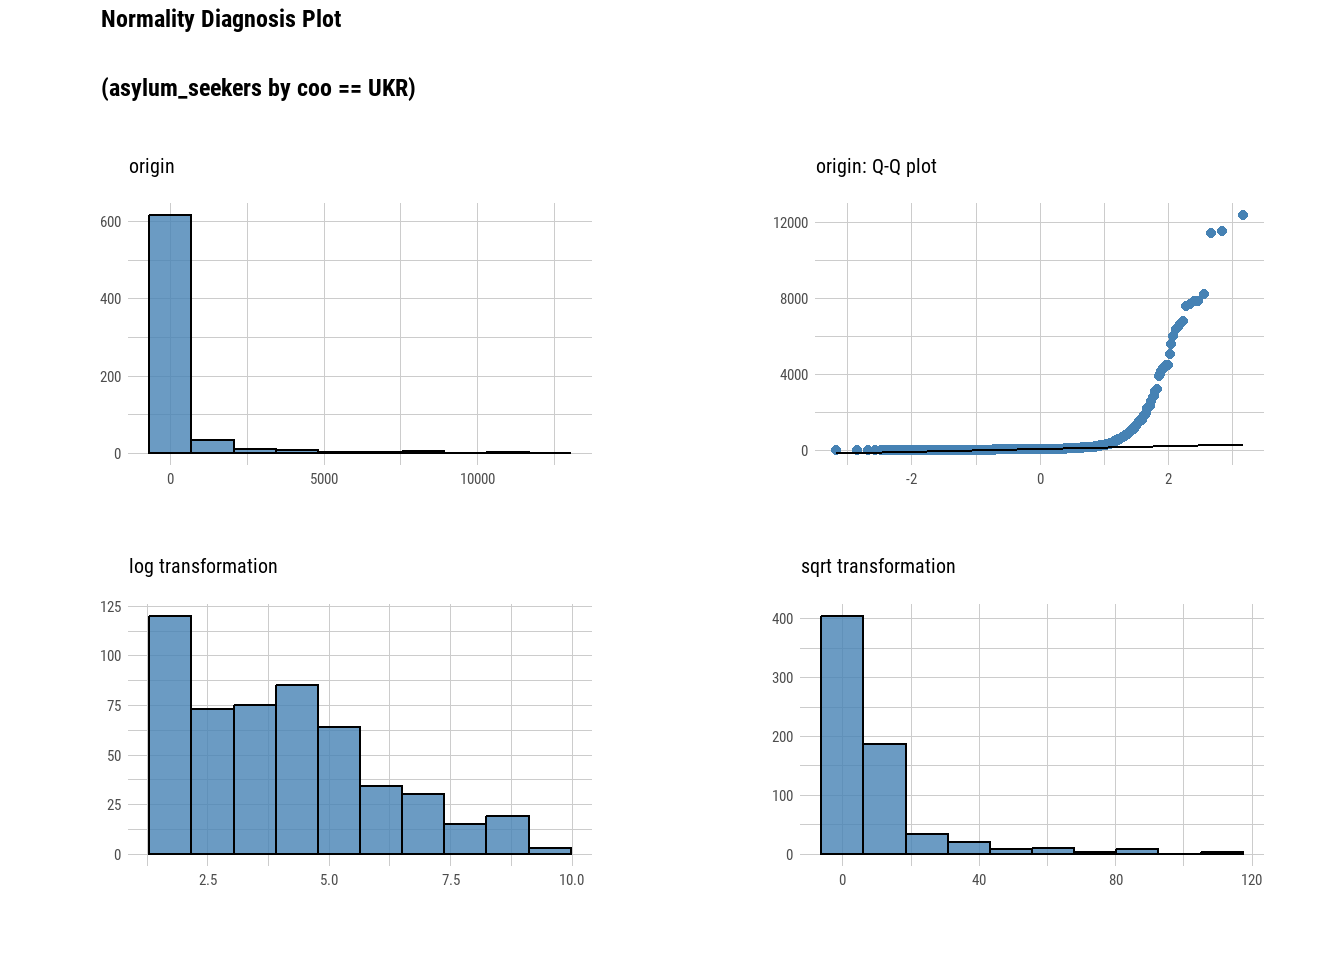 Normality Diagnosis Plot
(asylum_seekers by coo == UKR)
origin
600
400
200
0
0 5000 10000
origin: Q-Q plot
12000
8000
4000
0
-2 0 2
log transformation
125
100
75
50
25
0
2.5 5.0 7.5 10.0
sqrt transformation
400
300
200
100
0
0 40 80 120